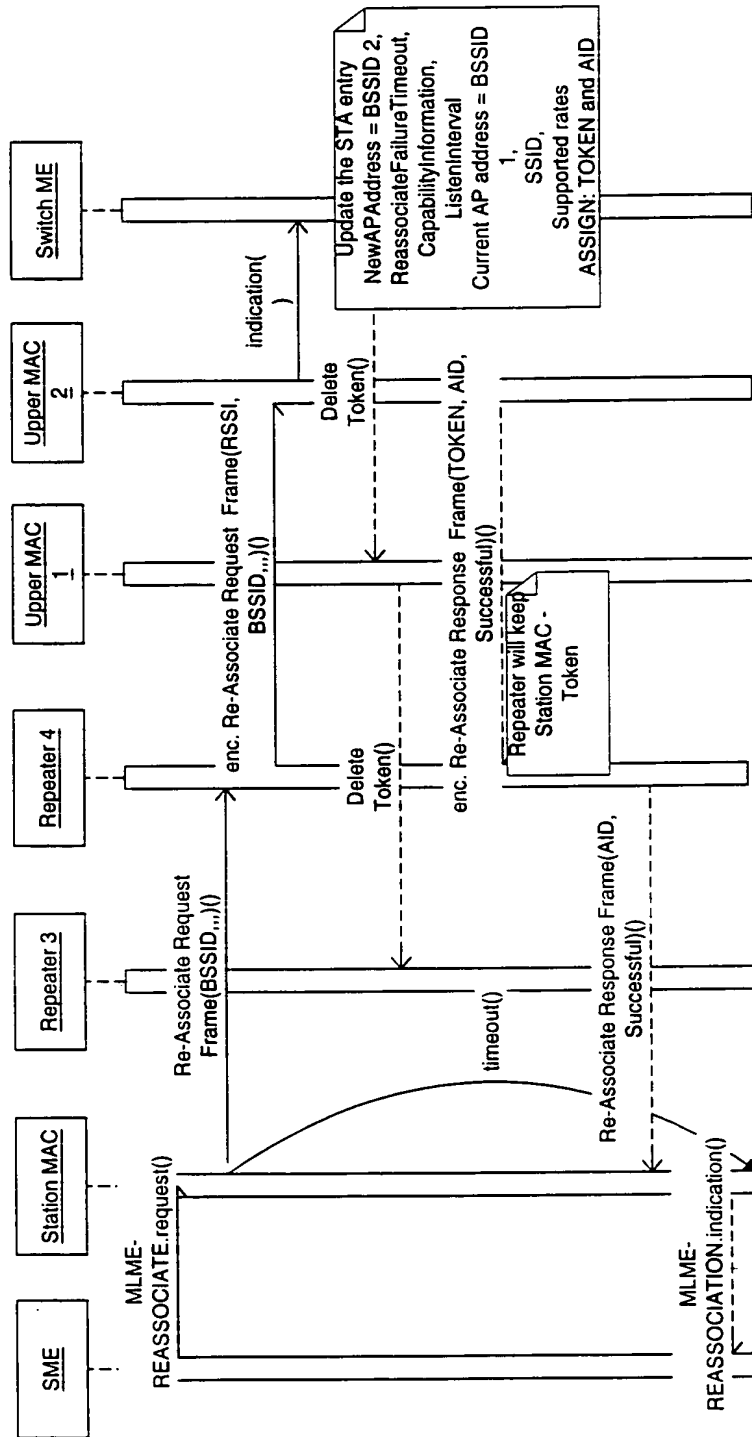 SME
Station MAC
Repeater 3
Repeater 4
Upper MAC
1
Upper MAC
2
Switch ME
MLME-
REASSOCIATE.request()
Re-Associate Request
Frame(BSSID,,,)()
enc. Re-Associate Request Frame(RSSI,
BSSID,,,)()
indication(
)
Update the STA entry
NewAPAddress = BSSID 2,
ReassociateFailureTimeout,
CapabilityInformation,
ListenInterval
Current AP address = BSSID
1,
SSID,
Supported rates
ASSIGN: TOKEN and AID
Delete
Token()
Delete
Token()
enc. Re-Associate Response Frame(TOKEN, AID,
Successful)()
Repeater will keep
Station MAC -
Token
timeout()
Re-Associate Response Frame(AID,
Successful)()
MLME-
REASSOCIATION.indication()